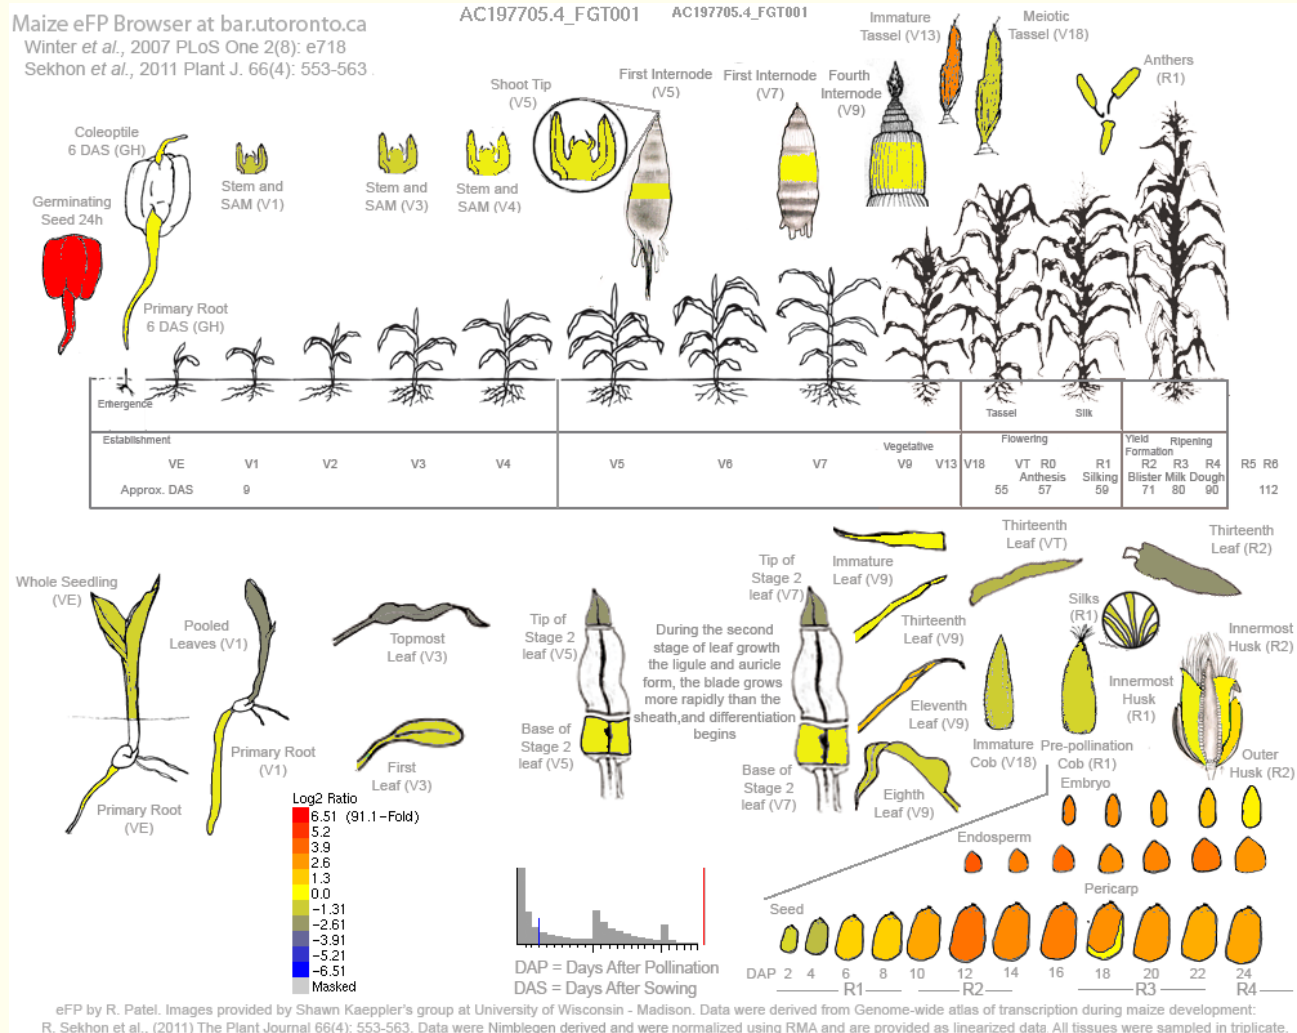 Maize eFP Browser at bar.utoronto.ca
Winter et al., 2007 PLoS One 2(8): e718
Sekhon et al., 2011 Plant J. 66(4): 553-563
AC197705.4_FGT001
AC197705.4_FGT001
Coleoptile
6 DAS (GH)
Germinating
Seed 24h
Primary Root
6 DAS (GH)
Stem and
SAM (V1)
Stem and
SAM (V3)
Stem and
SAM (V4)
Shoot Tip
(V5)
First Internode
(V5)
First Internode
(V7)
Fourth
Internode
(V9)
Immature
Tassel (V13)
Meiotic
Tassel (V18)
Anthers
(R1)
Emergence
Tassel
Silk
Establishment
Vegetative
Flowering
Yield
Formation
Ripening
VE V1 V2 V3 V4 V5 V6 V7 V9 V13 V18 VT R0 R1 R2 R3 R4 R5 R6
Anthesis Silking Blister Milk Dough
Approx. DAS 9 55 57 59 71 80 90 112
Whole Seedling
(VE)
Pooled
Leaves (V1)
Topmost
Leaf (V3)
First
Leaf (V3)
Primary Root
(V1)
Primary Root
(VE)
Tip of
Stage 2
leaf (V5)
Base of
Stage 2
leaf (V5)
During the second
stage of leaf growth
the ligule and auricle
form, the blade grows
more rapidly than the
sheath,and differentiation
begins
Tip of
Stage 2
leaf (V7)
Base of
Stage 2
leaf (V7)
Immature
Leaf (V9)
Thirteenth
Leaf (V9)
Eleventh
Leaf (V9)
Eighth
Leaf (V9)
Thirteenth
Leaf (VT)
Thirteenth
Leaf (R2)
Silks
(R1)
Innermost
Husk (R2)
Innermost
Husk
(R1)
Immature
Cob (V18)
Pre-pollination
Cob (R1)
Outer
Husk (R2)
Embryo
Endosperm
Pericarp
Seed
DAP 2 4 6 8 10 12 14 16 18 20 22 24
R1 R2 R3 R4
Log2 Ratio
6.51 (91.1-Fold)
5.2
3.9
2.6
1.3
0.0
-1.31
-2.61
-3.91
-5.21
-6.51
Masked
DAP = Days After Pollination
DAS = Days After Sowing
eFP by R. Patel. Images provided by Shawn Kaeppler's group at University of Wisconsin - Madison. Data were derived from Genome-wide atlas of transcription during maize development:
R. Sekhon et al., (2011) The Plant Journal 66(4): 553-563. Data were Nimblegen derived and were normalized using RMA and are provided as linearized data. All tissues were sampled in triplicate.